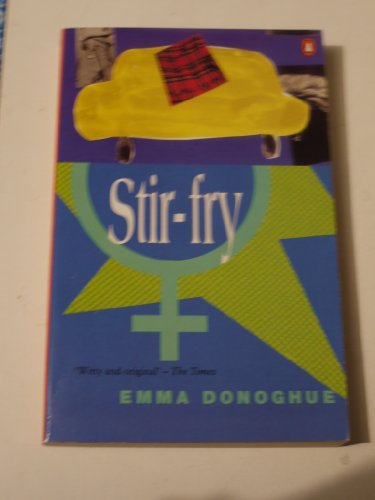 Stir-fry
'Witty and original' – The Times
EMMA DONOGHUE